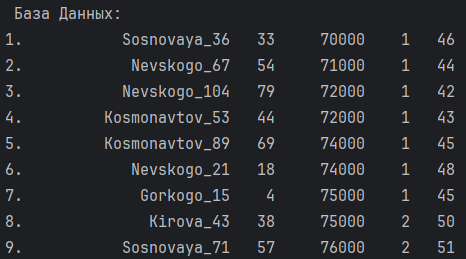 База Данных:
1. Sosnovaya_36 33 70000 1 46
2. Nevskogo_67 54 71000 1 44
3. Nevskogo_104 79 72000 1 42
4. Kosmonavtov_53 44 72000 1 43
5. Kosmonavtov_89 69 74000 1 45
6. Nevskogo_21 18 74000 1 48
7. Gorkogo_15 4 75000 1 45
8. Kirova_43 38 75000 2 50
9. Sosnovaya_71 57 76000 2 51